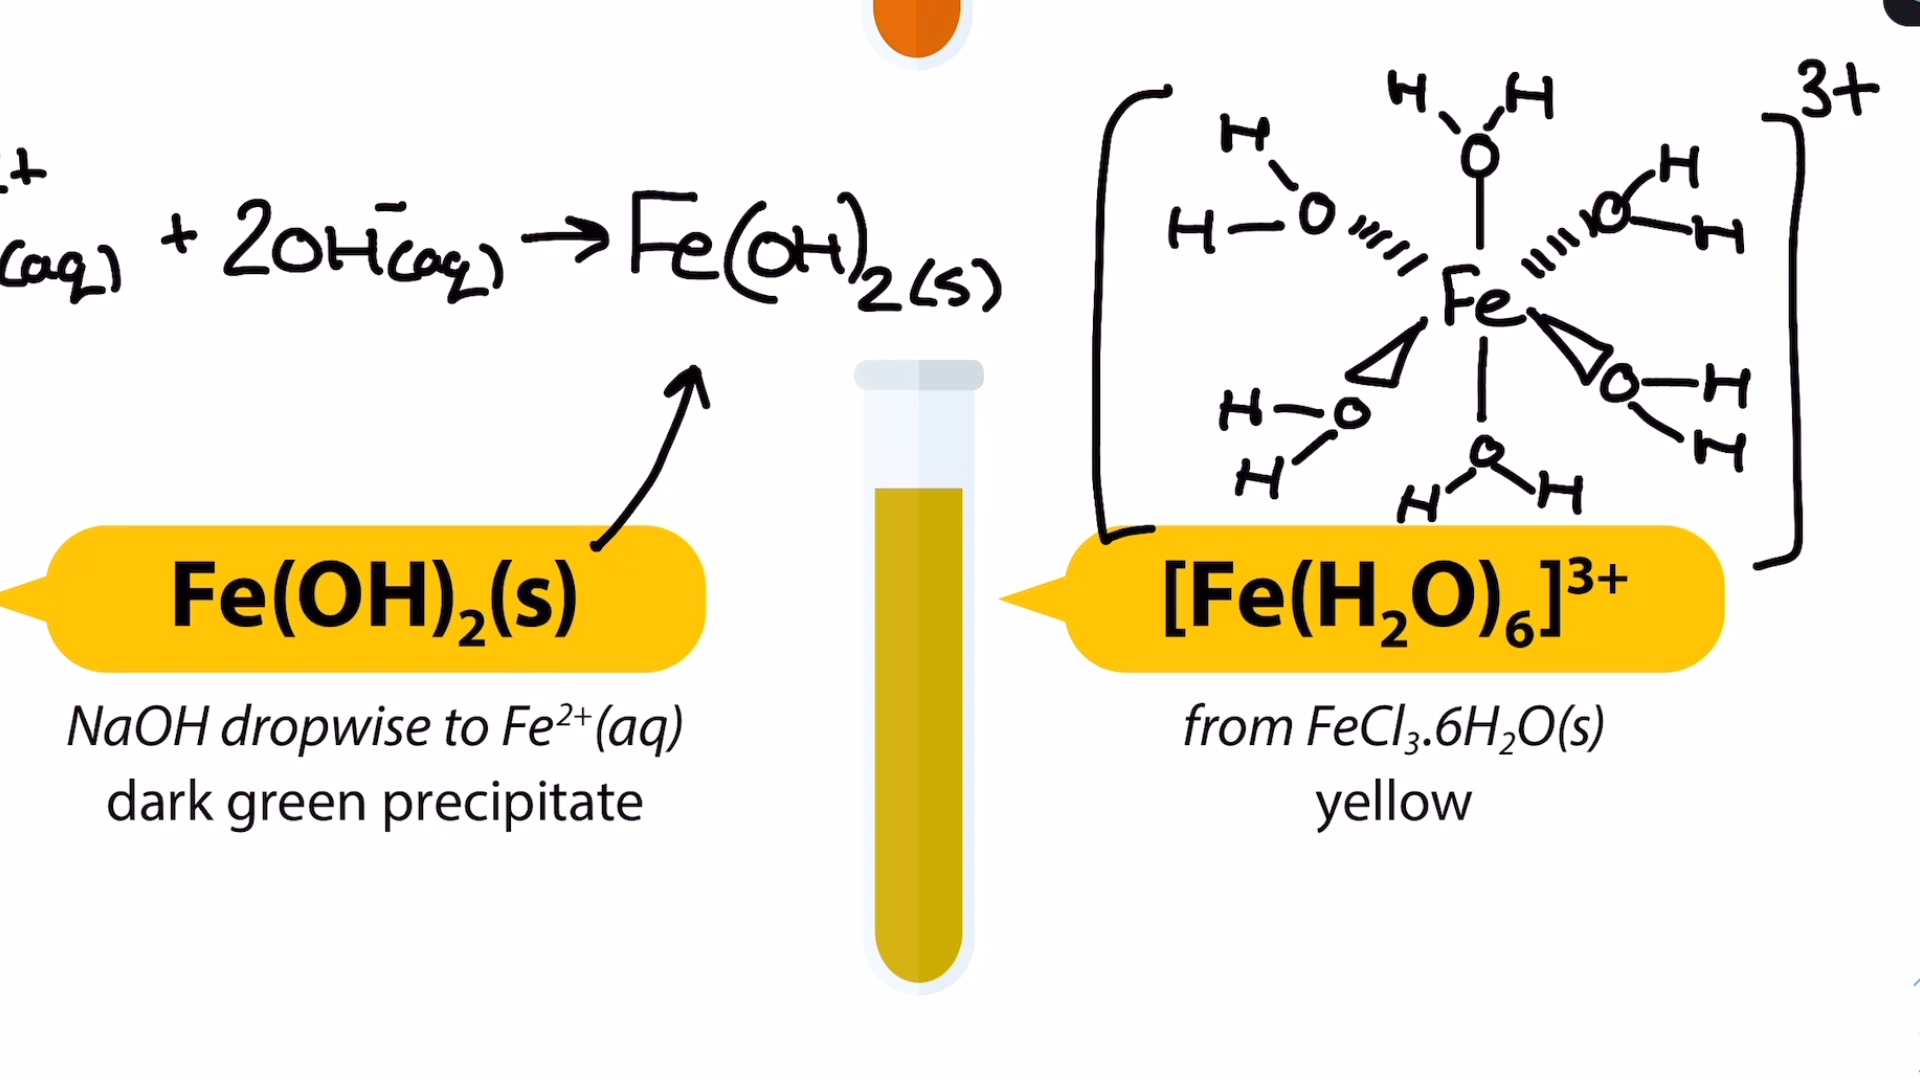 +
(aq) + 2OH⁻(aq) → Fe(OH)₂(s)
[
H H
O
H
H–O
O H
H
Fe
H–O
H
O–H
H
O
H H
]3+
Fe(OH)₂(s)
NaOH dropwise to Fe²⁺(aq)
dark green precipitate
[Fe(H₂O)₆]³⁺
from FeCl₃.6H₂O(s)
yellow